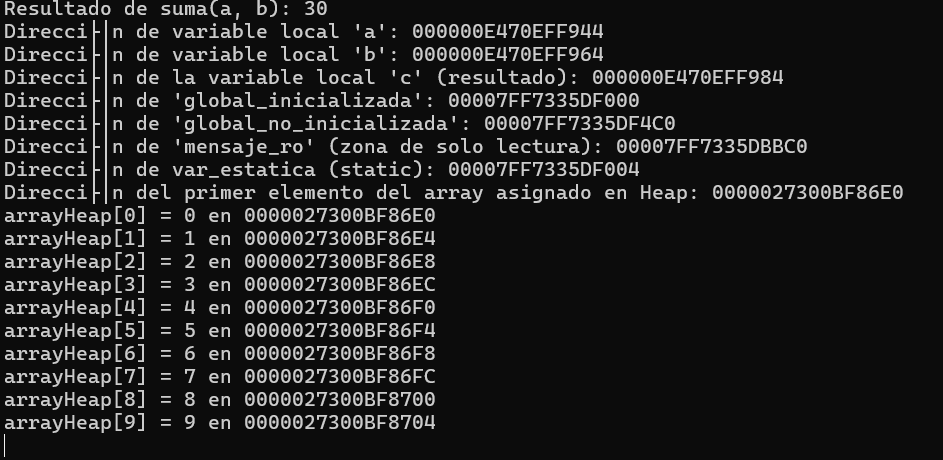 Resultado de suma(a, b): 30
Direcci├│n de variable local 'a': 000000E470EFF944
Direcci├│n de variable local 'b': 000000E470EFF964
Direcci├│n de la variable local 'c' (resultado): 000000E470EFF984
Direcci├│n de 'global_inicializada': 00007FF7335DF000
Direcci├│n de 'global_no_inicializada': 00007FF7335DF4C0
Direcci├│n de 'mensaje_ro' (zona de solo lectura): 00007FF7335DBBC0
Direcci├│n de var_estatica (static): 00007FF7335DF004
Direcci├│n del primer elemento del array asignado en Heap: 0000027300BF86E0
arrayHeap[0] = 0 en 0000027300BF86E0
arrayHeap[1] = 1 en 0000027300BF86E4
arrayHeap[2] = 2 en 0000027300BF86E8
arrayHeap[3] = 3 en 0000027300BF86EC
arrayHeap[4] = 4 en 0000027300BF86F0
arrayHeap[5] = 5 en 0000027300BF86F4
arrayHeap[6] = 6 en 0000027300BF86F8
arrayHeap[7] = 7 en 0000027300BF86FC
arrayHeap[8] = 8 en 0000027300BF8700
arrayHeap[9] = 9 en 0000027300BF8704